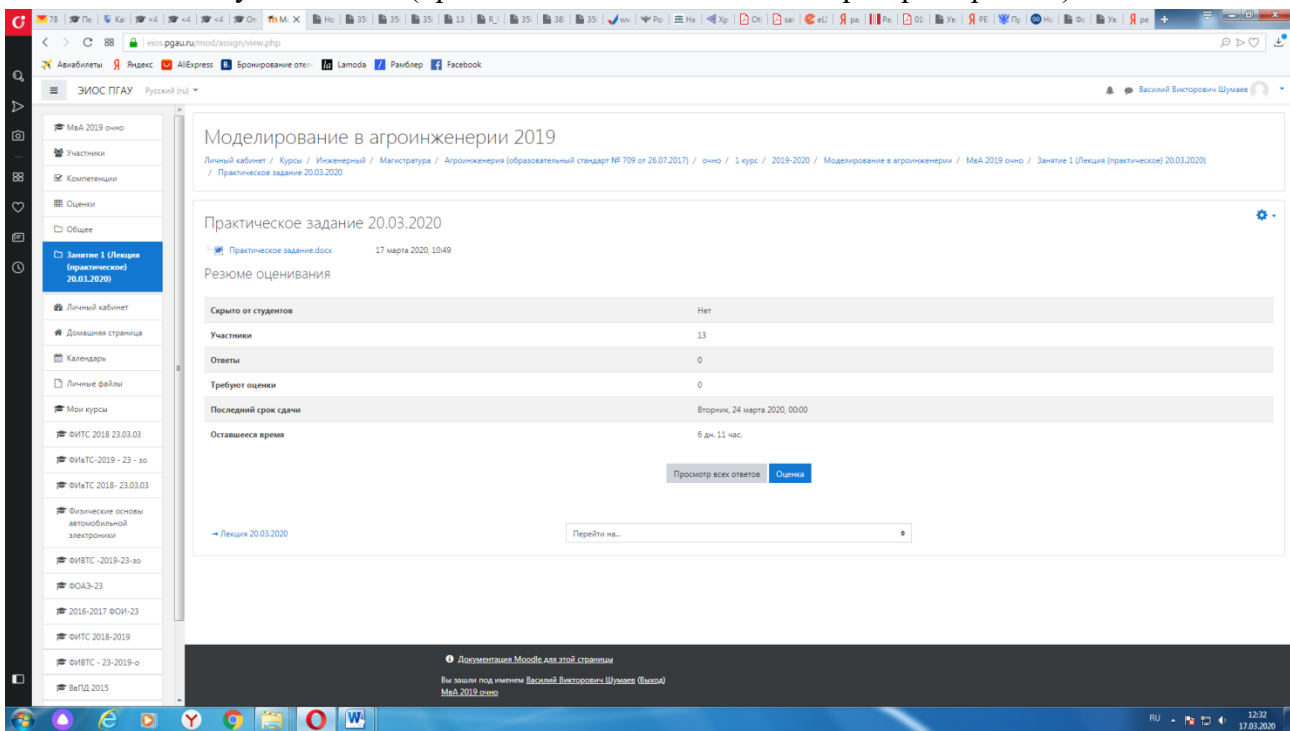 78
eios.pgau.ru/mod/assign/view.php
Авиабилеты Яндекс AliExpress Бронирование отел Lamoda Рамблер Facebook
ЭИОС ПГАУ Русский (ru)
Василий Викторович Шумаев
МвА 2019 очно
Участники
Компетенции
Оценки
Общее
Занятие 1 (Лекция
(практическое)
20.03.2020)
Личный кабинет
Домашняя страница
Календарь
Личные файлы
Мои курсы
ФИТС 2018 23.03.03
ФИвТС-2019 - 23 - зо
ФИвТС 2018- 23.03.03
Физические основы
автомобильной
электроники
ФИВТС -2019-23-зо
ФОАЭ-23
2016-2017 ФОИ-23
ФИТС 2018-2019
ФИВТС - 23-2019-о
ВвПД 2015
Моделирование в агроинженерии 2019
Личный кабинет / Курсы / Инженерный / Магистратура / Агроинженерия (образовательный стандарт № 709 от 26.07.2017) / очно / 1 курс / 2019-2020 / Моделирование в агроинженерии / МвА 2019 очно / Занятие 1 (Лекция (практическое) 20.03.2020)
/ Практическое задание 20.03.2020
Практическое задание 20.03.2020
Практическое задание.docx 17 марта 2020, 10:49
Резюме оценивания
Скрыто от студентов Нет
Участники 13
Ответы 0
Требуют оценки 0
Последний срок сдачи Вторник, 24 марта 2020, 00:00
Оставшееся время 6 дн. 11 час.
Просмотр всех ответов Оценка
→ Лекция 20.03.2020 Перейти на...
Документация Moodle для этой страницы
Вы зашли под именем Василий Викторович Шумаев (Выход)
МвА 2019 очно
RU 12:32
17.03.2020